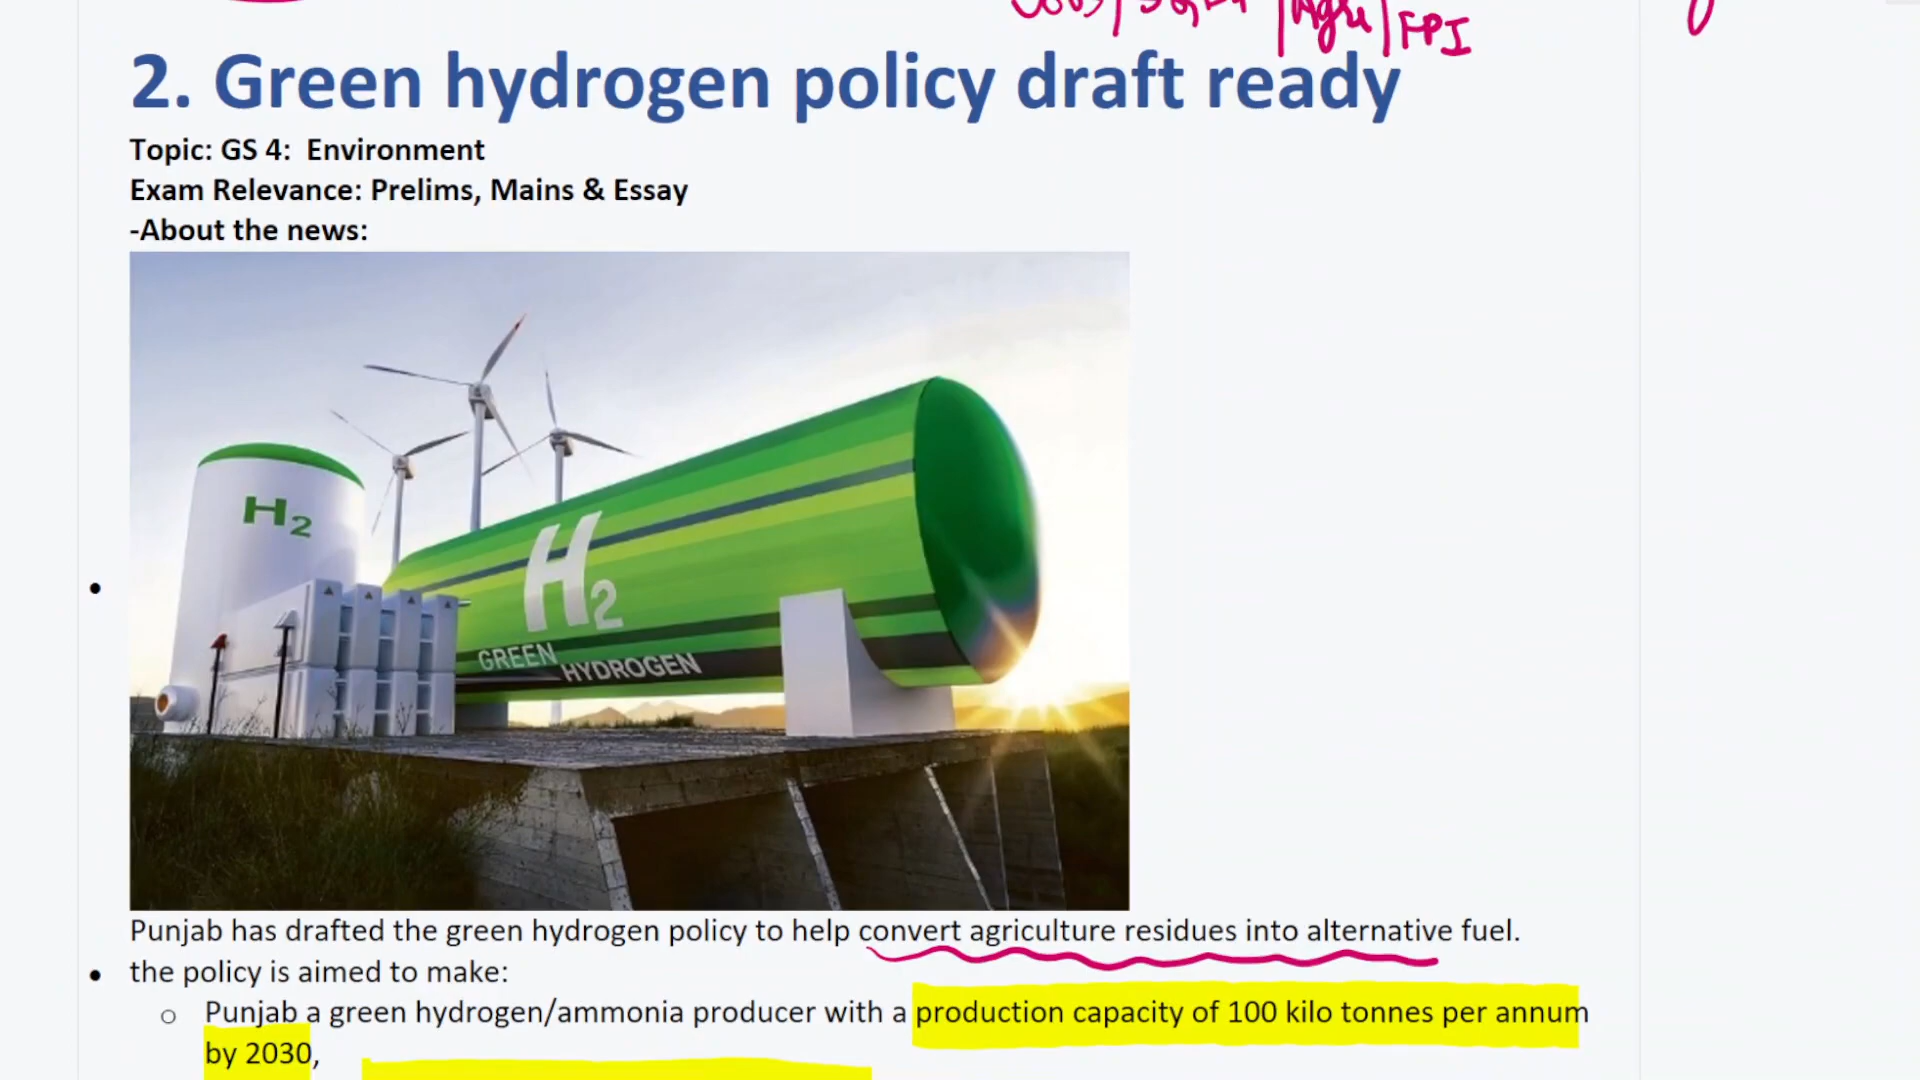 Agri FPI
2. Green hydrogen policy draft ready
Topic: GS 4: Environment
Exam Relevance: Prelims, Mains & Essay
-About the news:
H2
H2
GREEN HYDROGEN
Punjab has drafted the green hydrogen policy to help convert agriculture residues into alternative fuel.
• the policy is aimed to make:
o Punjab a green hydrogen/ammonia producer with a production capacity of 100 kilo tonnes per annum
by 2030,